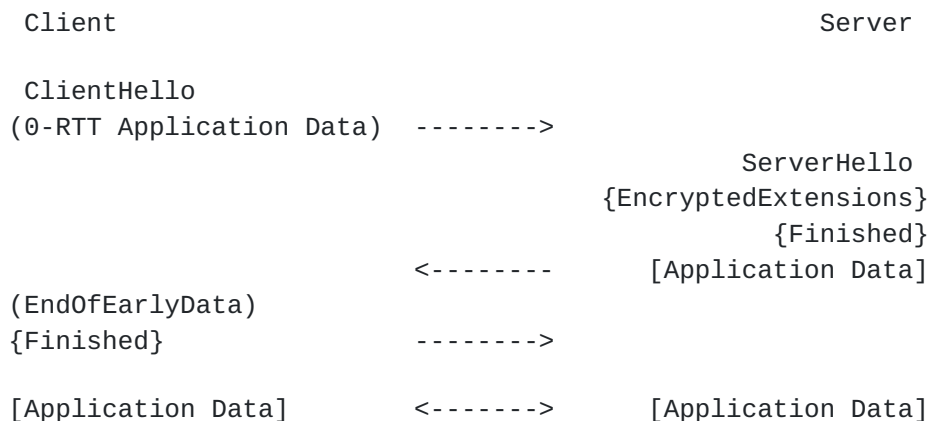 Client                                           Server

 ClientHello
(0-RTT Application Data)  -------->
                                            ServerHello
                                   {EncryptedExtensions}
                                              {Finished}
                         <--------      [Application Data]
(EndOfEarlyData)
{Finished}               -------->

[Application Data]       <------->      [Application Data]